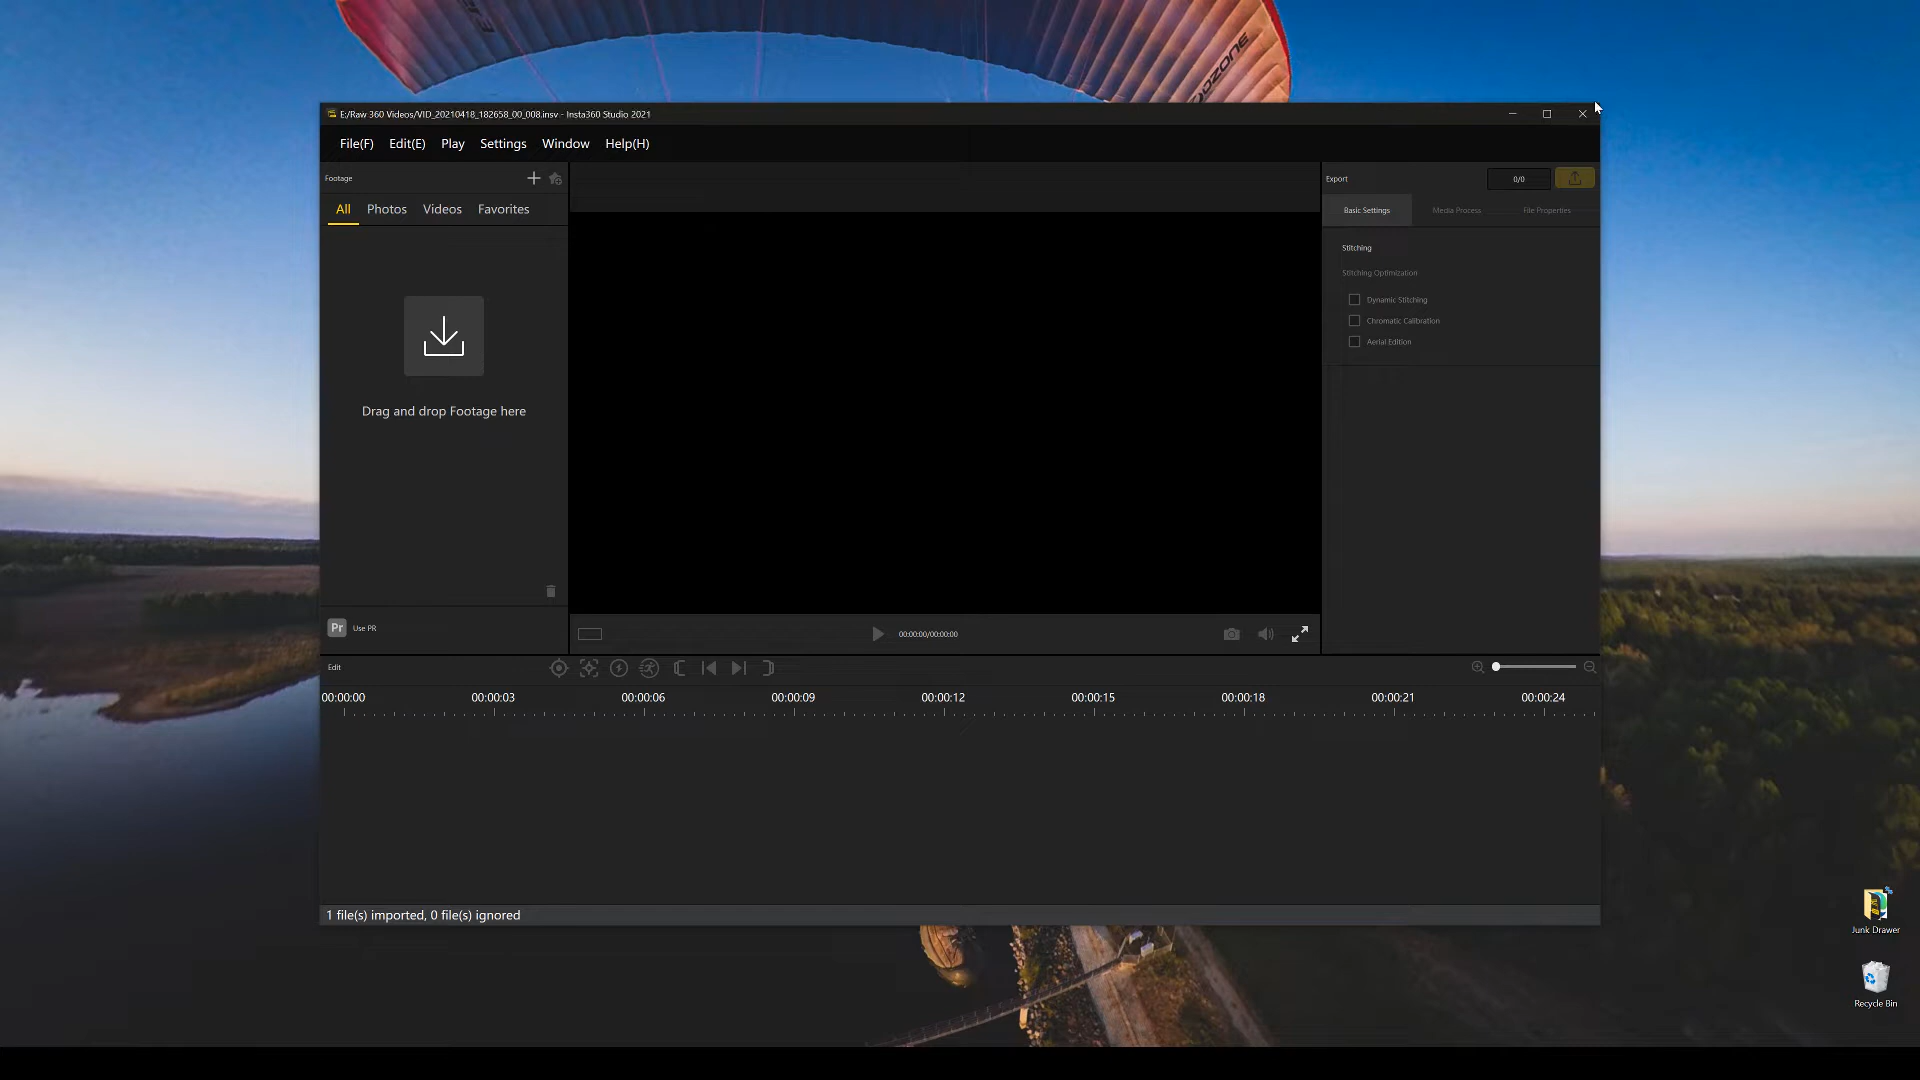 OZONE
E:/Raw 360 Videos/VID_20210418_182658_00_008.insv - Insta360 Studio 2021
File(F) Edit(E) Play Settings Window Help(H)
Footage
All Photos Videos Favorites
Drag and drop Footage here
Pr Use PR
00:00:00/00:00:00
Export
0/0
Basic Settings Media Process File Properties
Stitching
Stitching Optimization
Dynamic Stitching
Chromatic Calibration
Aerial Edition
Edit
00:00:00 00:00:03 00:00:06 00:00:09 00:00:12 00:00:15 00:00:18 00:00:21 00:00:24
1 file(s) imported, 0 file(s) ignored
Junk Drawer
Recycle Bin